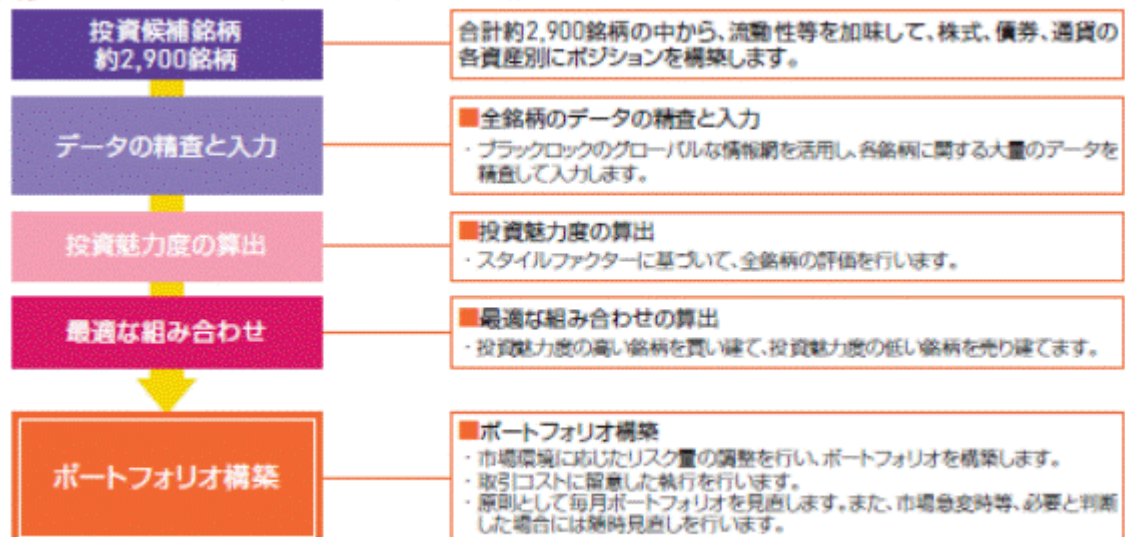 投資候補銘柄
約2,900銘柄
合計約2,900銘柄の中から、流動性等を加味して、株式、債券、通貨の
各資産別にポジションを構築します。
データの精査と入力
■全銘柄のデータの精査と入力
・ブラックロックのグローバルな情報網を活用し、各銘柄に関する大量のデータを
精査して入力します。
投資魅力度の算出
■投資魅力度の算出
・スタイルファクターに基づいて、全銘柄の評価を行います。
最適な組み合わせ
■最適な組み合わせの算出
・投資魅力度の高い銘柄を買い建て、投資魅力度の低い銘柄を売り建てます。
ポートフォリオ構築
■ポートフォリオ構築
・市場環境に応じたリスク量の調整を行い、ポートフォリオを構築します。
・取引コストに留意した執行を行います。
・原則として毎月ポートフォリオを見直します。また、市場急変時等、必要と判断
した場合には随時見直しを行います。